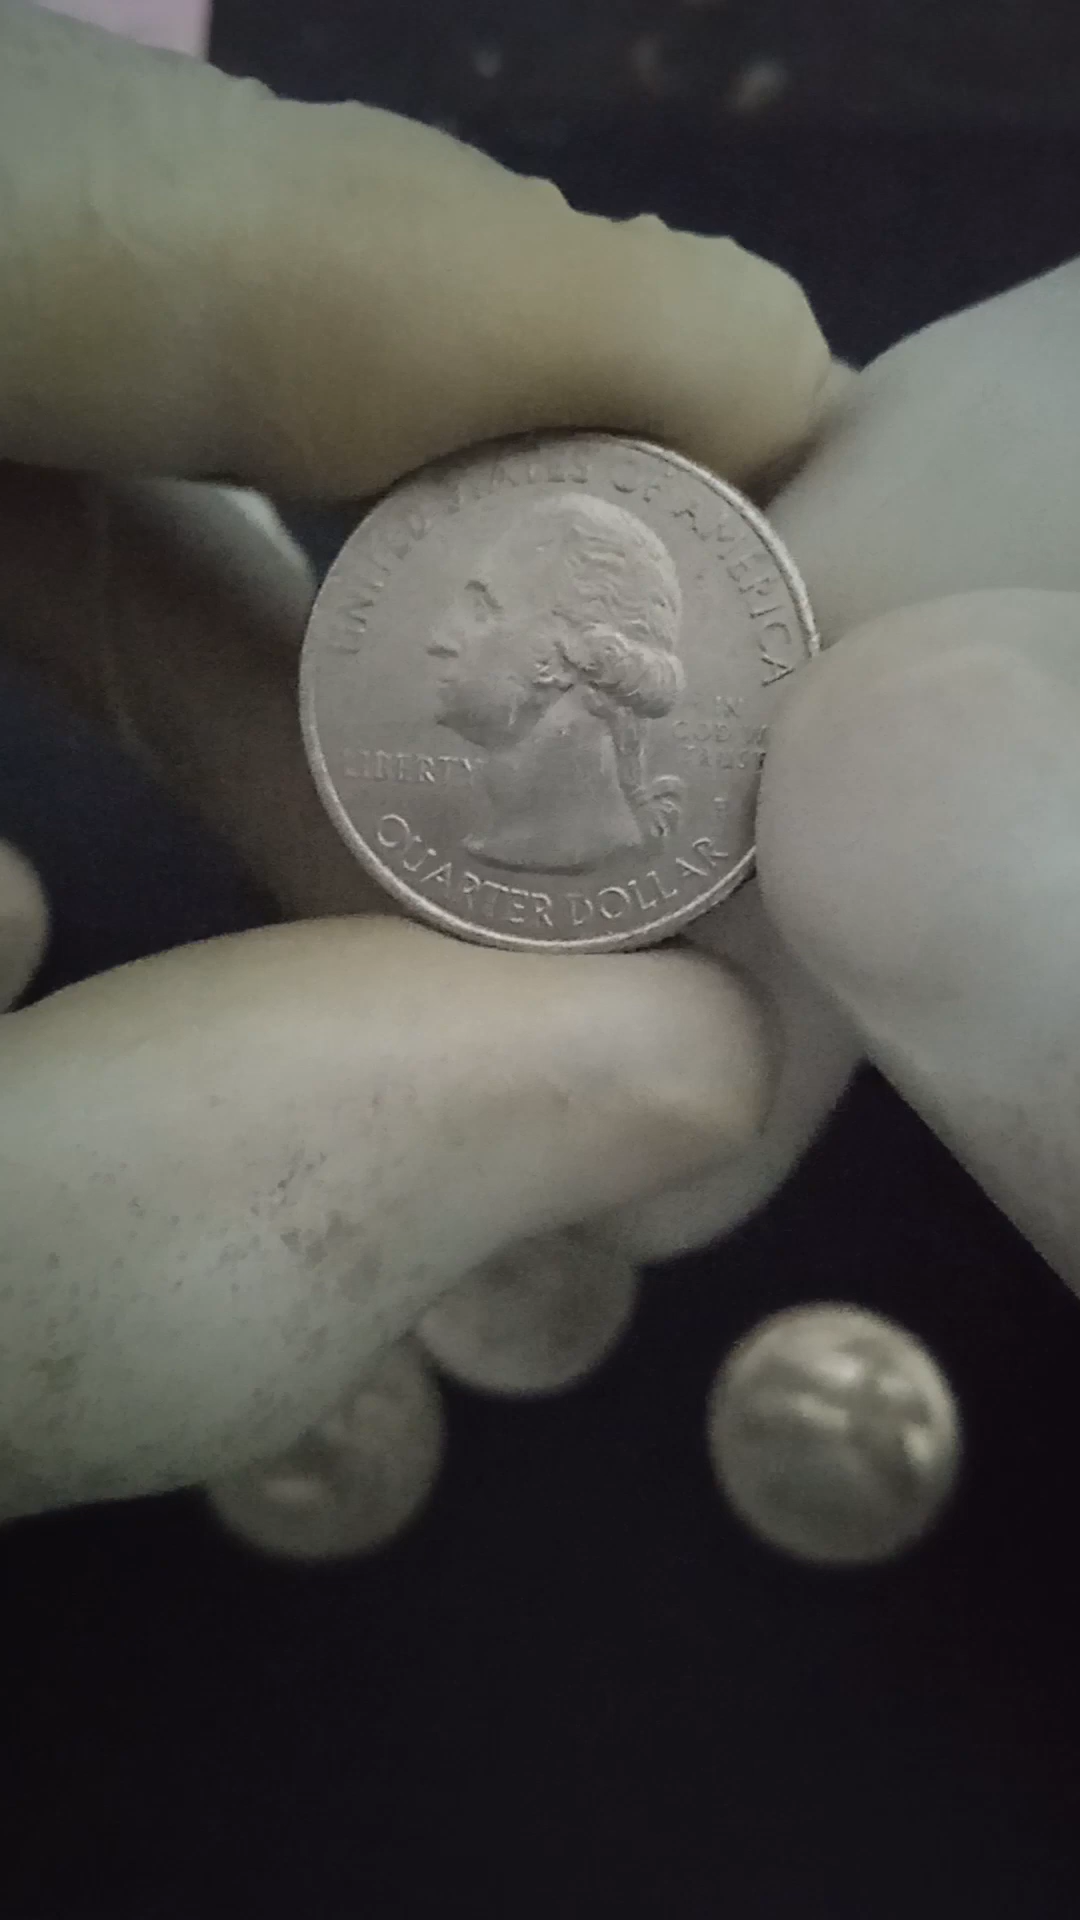 UNITED STATES OF AMERICA
LIBERTY
IN
GOD WE
TRUST
P
QUARTER DOLLAR